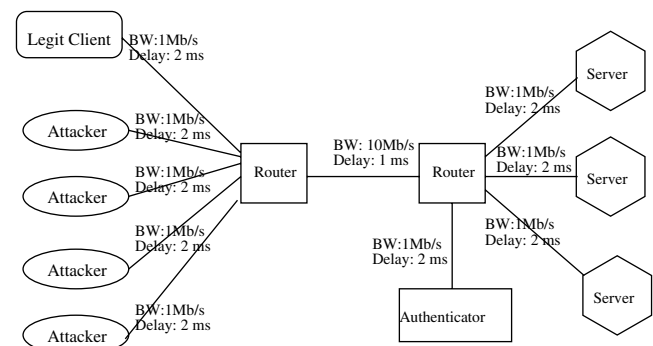 Legit Client
BW:1Mb/s
Delay: 2 ms
Attacker
BW:1Mb/s
Delay: 2 ms
Attacker
BW:1Mb/s
Delay: 2 ms
Attacker
BW:1Mb/s
Delay: 2 ms
Attacker
BW:1Mb/s
Delay: 2 ms
Router
BW: 10Mb/s
Delay: 1 ms
Router
BW:1Mb/s
Delay: 2 ms
Server
BW:1Mb/s
Delay: 2 ms
Server
BW:1Mb/s
Delay: 2 ms
Server
BW:1Mb/s
Delay: 2 ms
Authenticator